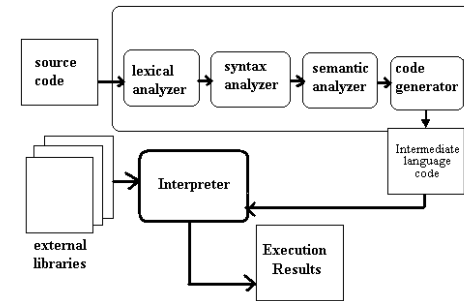 source
code
lexical
analyzer
syntax
analyzer
semantic
analyzer
code
generator
Intermediate
language
code
Interpreter
external
libraries
Execution
Results